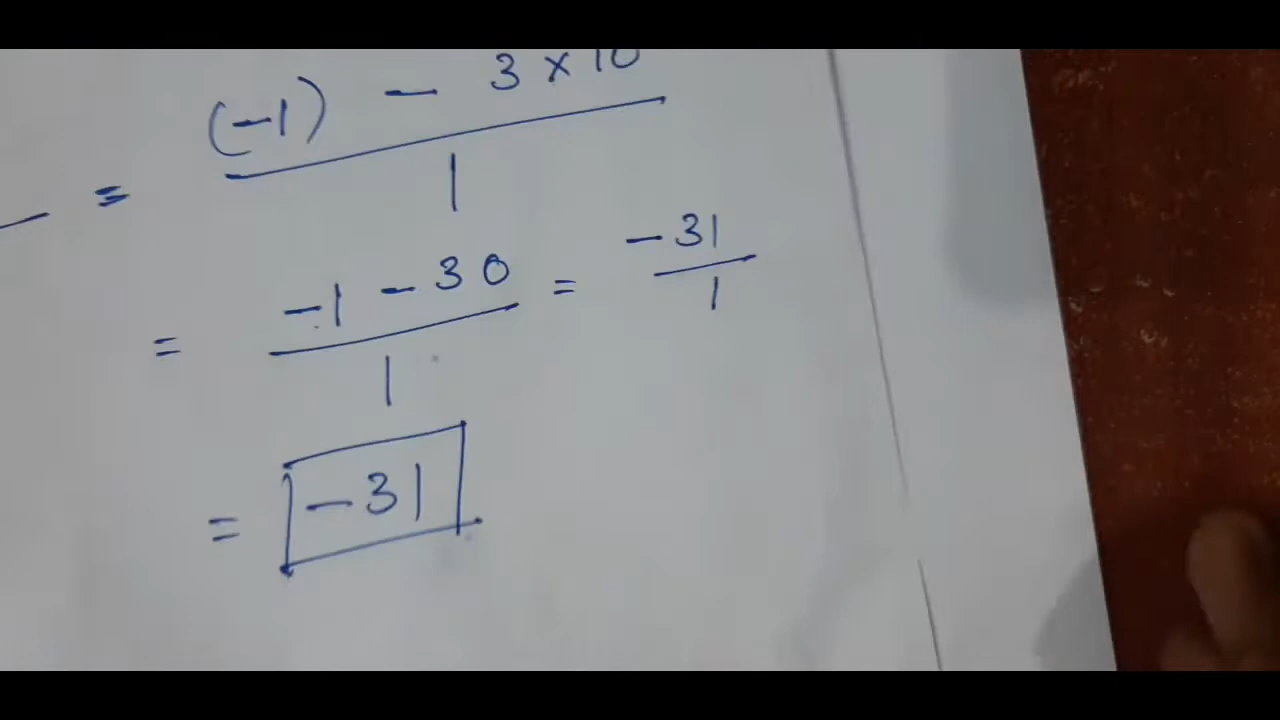 = (-1) - 3 × 10
1
= -1 - 30 = -31
1 1
= -31